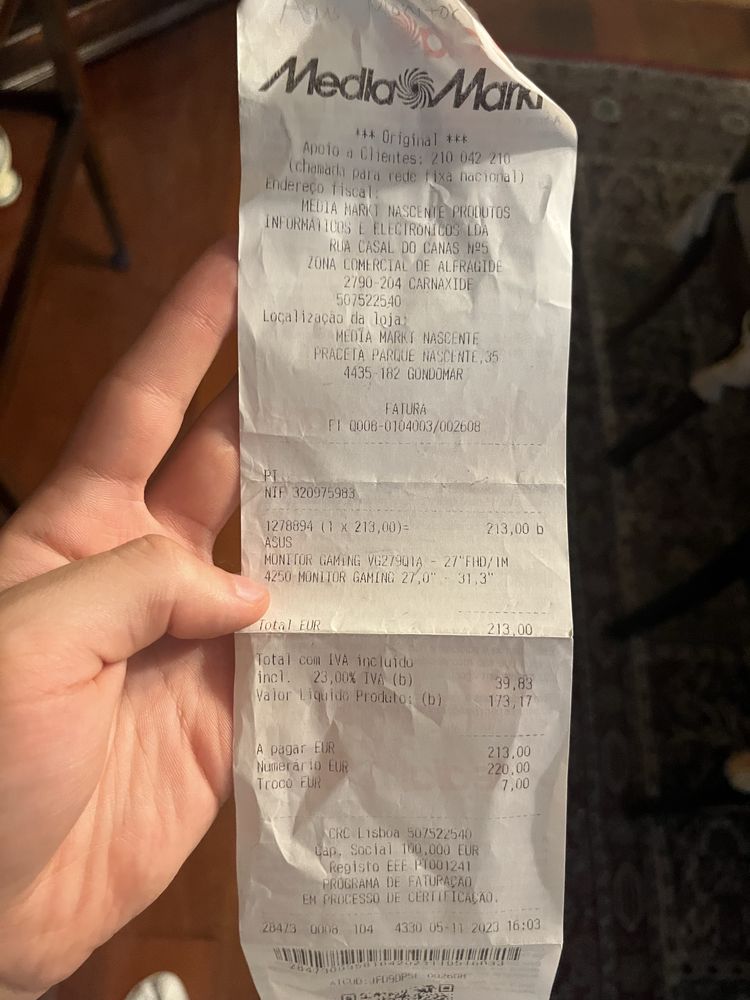 MediaMarkt
*** Original ***
Apoio a Clientes: 210 042 210
(chamada para rede fixa nacional)
Endereço fiscal:
MEDIA MARKT NASCENTE PRODUTOS
INFORMÁTICOS E ELECTRÓNICOS LDA
RUA CASAL DO CANAS Nº5
ZONA COMERCIAL DE ALFRAGIDE
2790-204 CARNAXIDE
507522540
Localização da loja:
MEDIA MARKT NASCENTE
PRACETA PARQUE NASCENTE,35
4435-182 GONDOMAR
FATURA
FT Q008-0104003/002608
PT
NIF 320975983
1278894 (1 x 213,00)= 213,00 b
ASUS
MONITOR GAMING VG279Q1A - 27"FHD/1M
4250 MONITOR GAMING 27,0" - 31,3"
Total EUR 213,00
Total com IVA incluido
incl. 23,00% IVA (b) 39,83
Valor Liquido Produto: (b) 173,17
A pagar EUR 213,00
Numerário EUR 220,00
Troco EUR 7,00
CRC Lisboa 507522540
Cap. Social 100.000 EUR
Registo EEE PT001241
PROGRAMA DE FATURAÇÃO
EM PROCESSO DE CERTIFICAÇÃO.
28473 0008 104 4330 05-11 2023 16:03